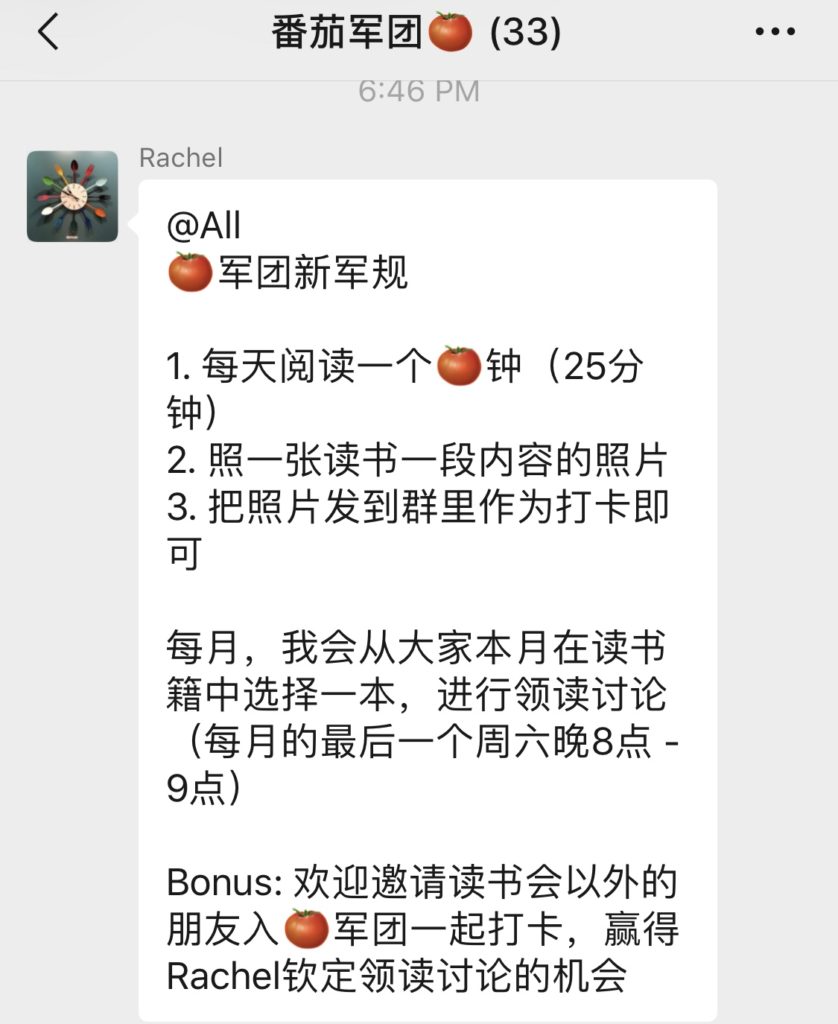 番茄军团🍅 (33)
6:46 PM
Rachel
@All
🍅军团新军规
1. 每天阅读一个🍅钟（25分
钟）
2. 照一张读书一段内容的照片
3. 把照片发到群里作为打卡即
可
每月，我会从大家本月在读书
籍中选择一本，进行领读讨论
（每月的最后一个周六晚8点 -
9点）
Bonus: 欢迎邀请读书会以外的
朋友入🍅军团一起打卡，赢得
Rachel钦定领读讨论的机会